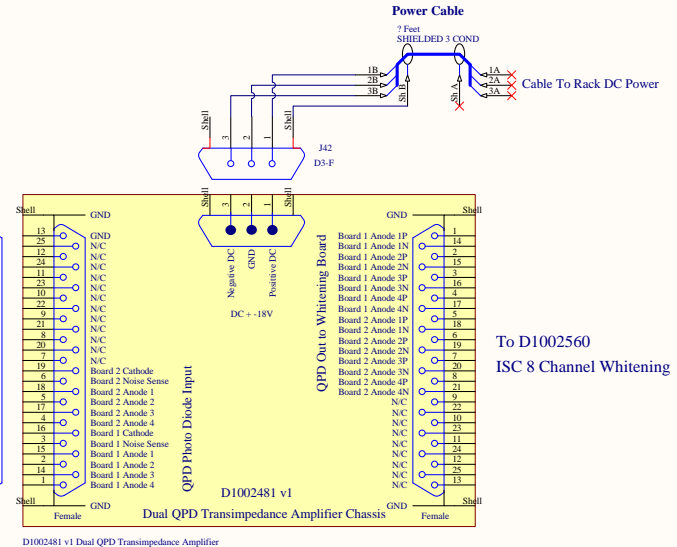 Power Cable
? Feet
SHIELDED 3 COND
1B
2B
3B
Sh B
Sh A
1A
2A
3A
Cable To Rack DC Power
Shell
3
2
1
Shell
J42
D3-F
Shell
3
2
1
Shell
Negative DC
GND
Posiitive DC
DC + -18V
Shell
GND
13 GND
25 N/C
12 N/C
24 N/C
11 N/C
23 N/C
10 N/C
22 N/C
9 N/C
21 N/C
8 N/C
20 N/C
7 N/C
19 Board 2 Cathode
6 Board 2 Noise Sense
18 Board 2 Anode 1
5 Board 2 Anode 2
17 Board 2 Anode 3
4 Board 2 Anode 4
16 Board 1 Cathode
3 Board 1 Noise Sense
15 Board 1 Anode 1
2 Board 1 Anode 2
14 Board 1 Anode 3
1 Board 1 Anode 4
Shell
GND
Female
QPD Photo Diode Input
QPD Out to Whitening Board
GND
Shell
Board 1 Anode 1P 1
Board 1 Anode 1N 14
Board 1 Anode 2P 2
Board 1 Anode 2N 15
Board 1 Anode 3P 3
Board 1 Anode 3N 16
Board 1 Anode 4P 4
Board 1 Anode 4N 17
Board 2 Anode 1P 5
Board 2 Anode 1N 18
Board 2 Anode 2P 6
Board 2 Anode 2N 19
Board 2 Anode 3P 7
Board 2 Anode 3N 20
Board 2 Anode 4P 8
Board 2 Anode 4N 21
N/C 9
N/C 22
N/C 10
N/C 23
N/C 11
N/C 24
N/C 12
N/C 25
N/C 13
GND
Shell
Female
To D1002560
ISC 8 Channel Whitening
D1002481 v1
Dual QPD Transimpedance Amplifier Chassis
D1002481 v1 Dual QPD Transimpedance Amplifier